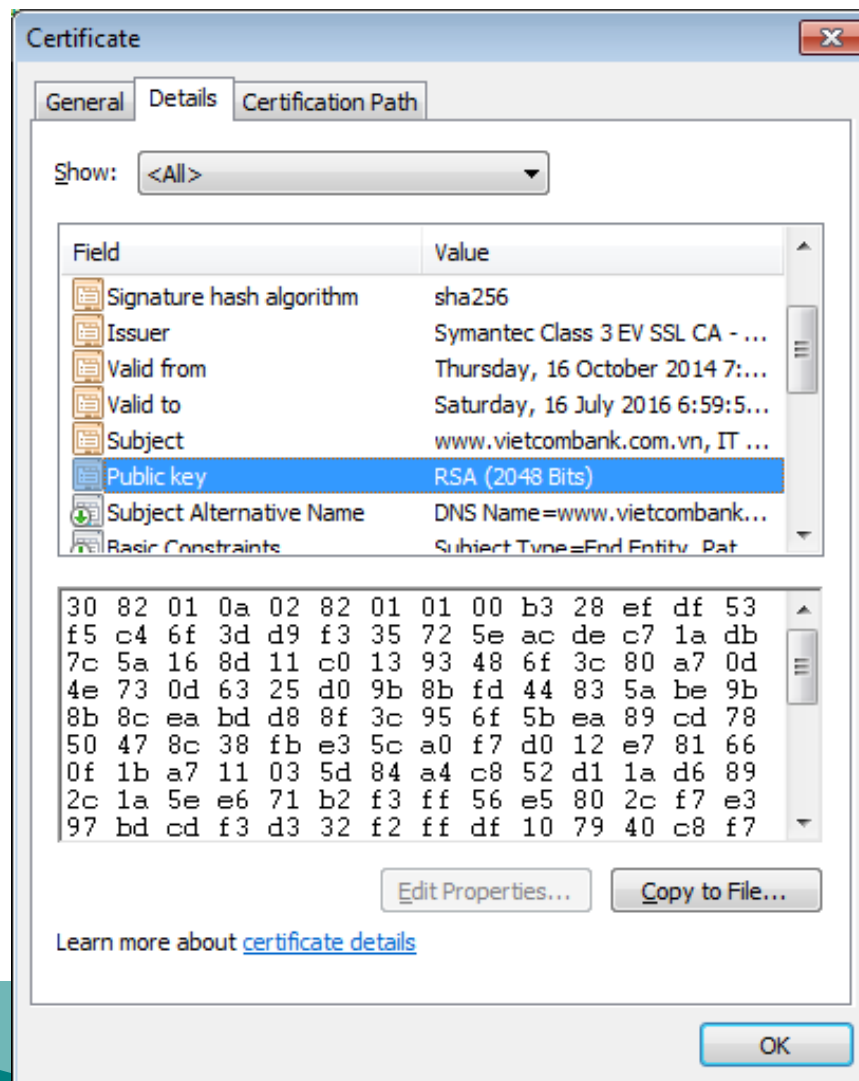 Certificate
General Details Certification Path
Show: <All>
Field Value
Signature hash algorithm sha256
Issuer Symantec Class 3 EV SSL CA - ...
Valid from Thursday, 16 October 2014 7:...
Valid to Saturday, 16 July 2016 6:59:5...
Subject www.vietcombank.com.vn, IT ...
Public key RSA (2048 Bits)
Subject Alternative Name DNS Name=www.vietcombank...
Basic Constraints Subject Type=End Entity, Pat
30 82 01 0a 02 82 01 01 00 b3 28 ef df 53
f5 c4 6f 3d d9 f3 35 72 5e ac de c7 1a db
7c 5a 16 8d 11 c0 13 93 48 6f 3c 80 a7 0d
4e 73 0d 63 25 d0 9b 8b fd 44 83 5a be 9b
8b 8c ea bd d8 8f 3c 95 6f 5b ea 89 cd 78
50 47 8c 38 fb e3 5c a0 f7 d0 12 e7 81 66
0f 1b a7 11 03 5d 84 a4 c8 52 d1 1a d6 89
2c 1a 5e e6 71 b2 f3 ff 56 e5 80 2c f7 e3
97 bd cd f3 d3 32 f2 ff df 10 79 40 c8 f7
Edit Properties... Copy to File...
Learn more about certificate details
OK